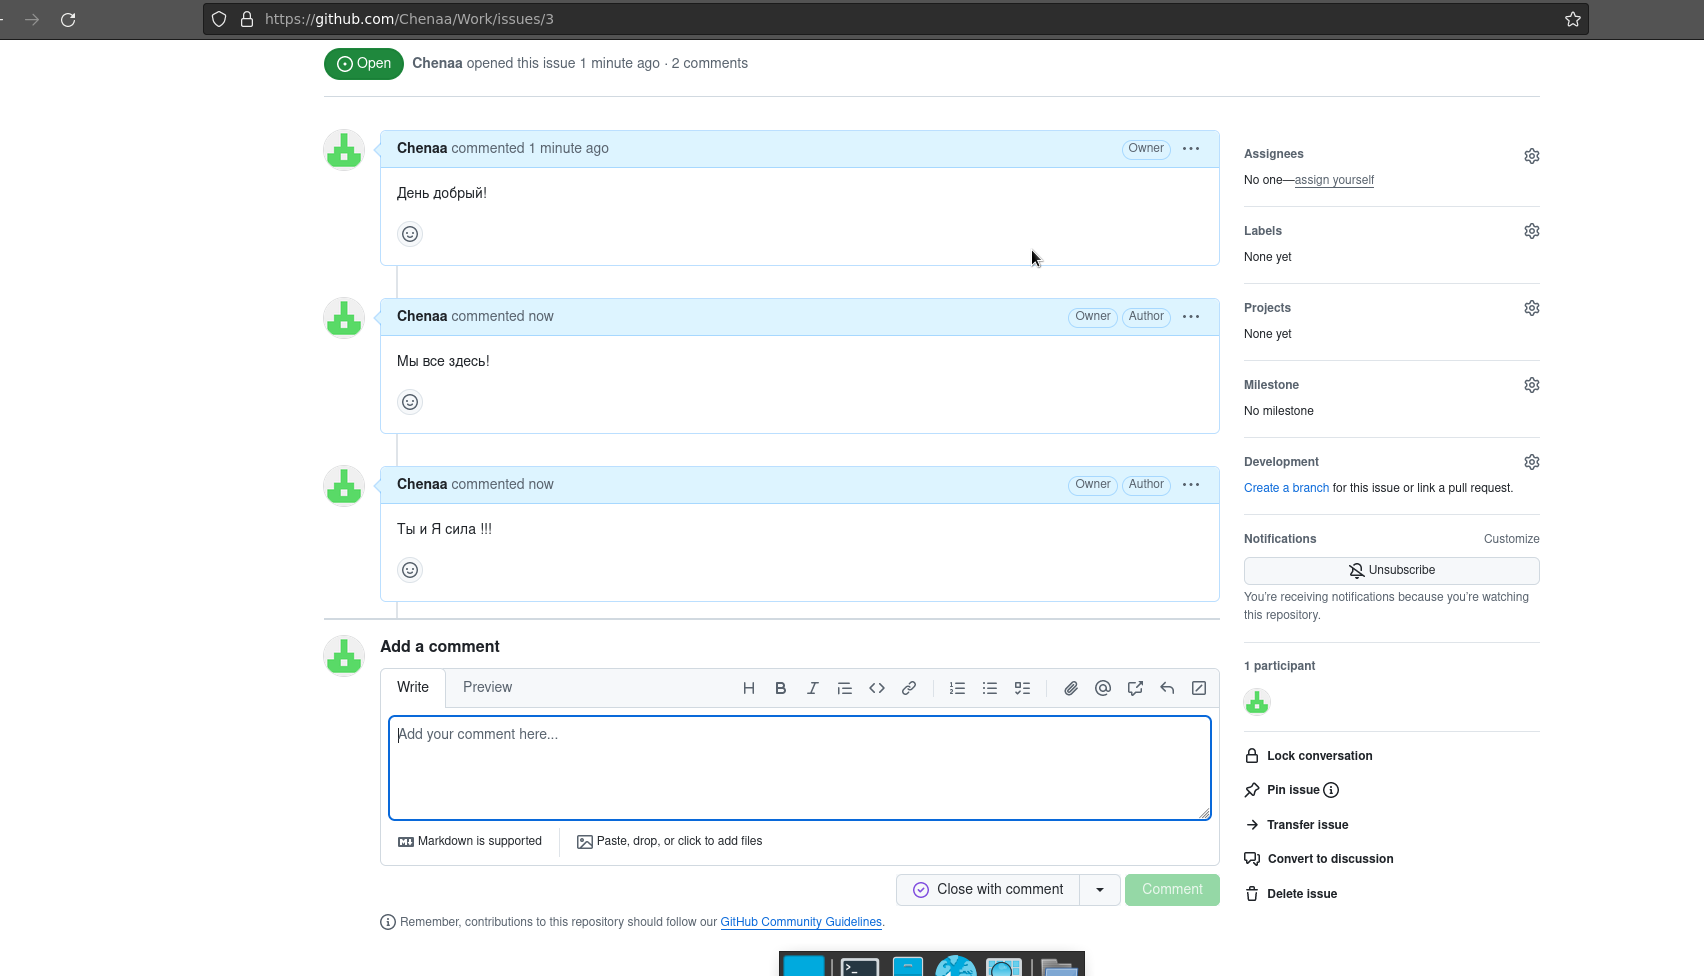 https://github.com/Chenaa/Work/issues/3
Open Chenaa opened this issue 1 minute ago · 2 comments
Chenaa commented 1 minute ago Owner
День добрый!
Chenaa commented now Owner Author
Мы все здесь!
Chenaa commented now Owner Author
Ты и Я сила !!!
Add a comment
Write Preview
Add your comment here...
Markdown is supported Paste, drop, or click to add files
Close with comment Comment
Remember, contributions to this repository should follow our GitHub Community Guidelines.
Assignees
No one—assign yourself
Labels
None yet
Projects
None yet
Milestone
No milestone
Development
Create a branch for this issue or link a pull request.
Notifications Customize
Unsubscribe
You’re receiving notifications because you’re watching
this repository.
1 participant
Lock conversation
Pin issue
Transfer issue
Convert to discussion
Delete issue